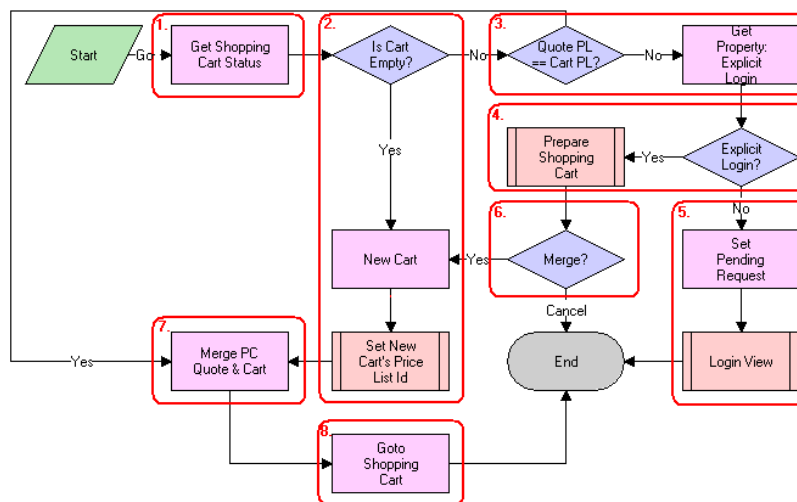 1.
2.
3.
Start
Go
Get Shopping
Cart Status
Is Cart
Empty?
No
Quote PL
== Cart PL?
No
Get
Property:
Explicit
Login
4.
Prepare
Shopping
Cart
Yes
Explicit
Login?
Yes
No
6.
5.
New Cart
Yes
Merge?
Set
Pending
Request
Cancel
7.
Yes
Merge PC
Quote & Cart
Set New
Cart's Price
List Id
End
Login View
8.
Goto
Shopping
Cart